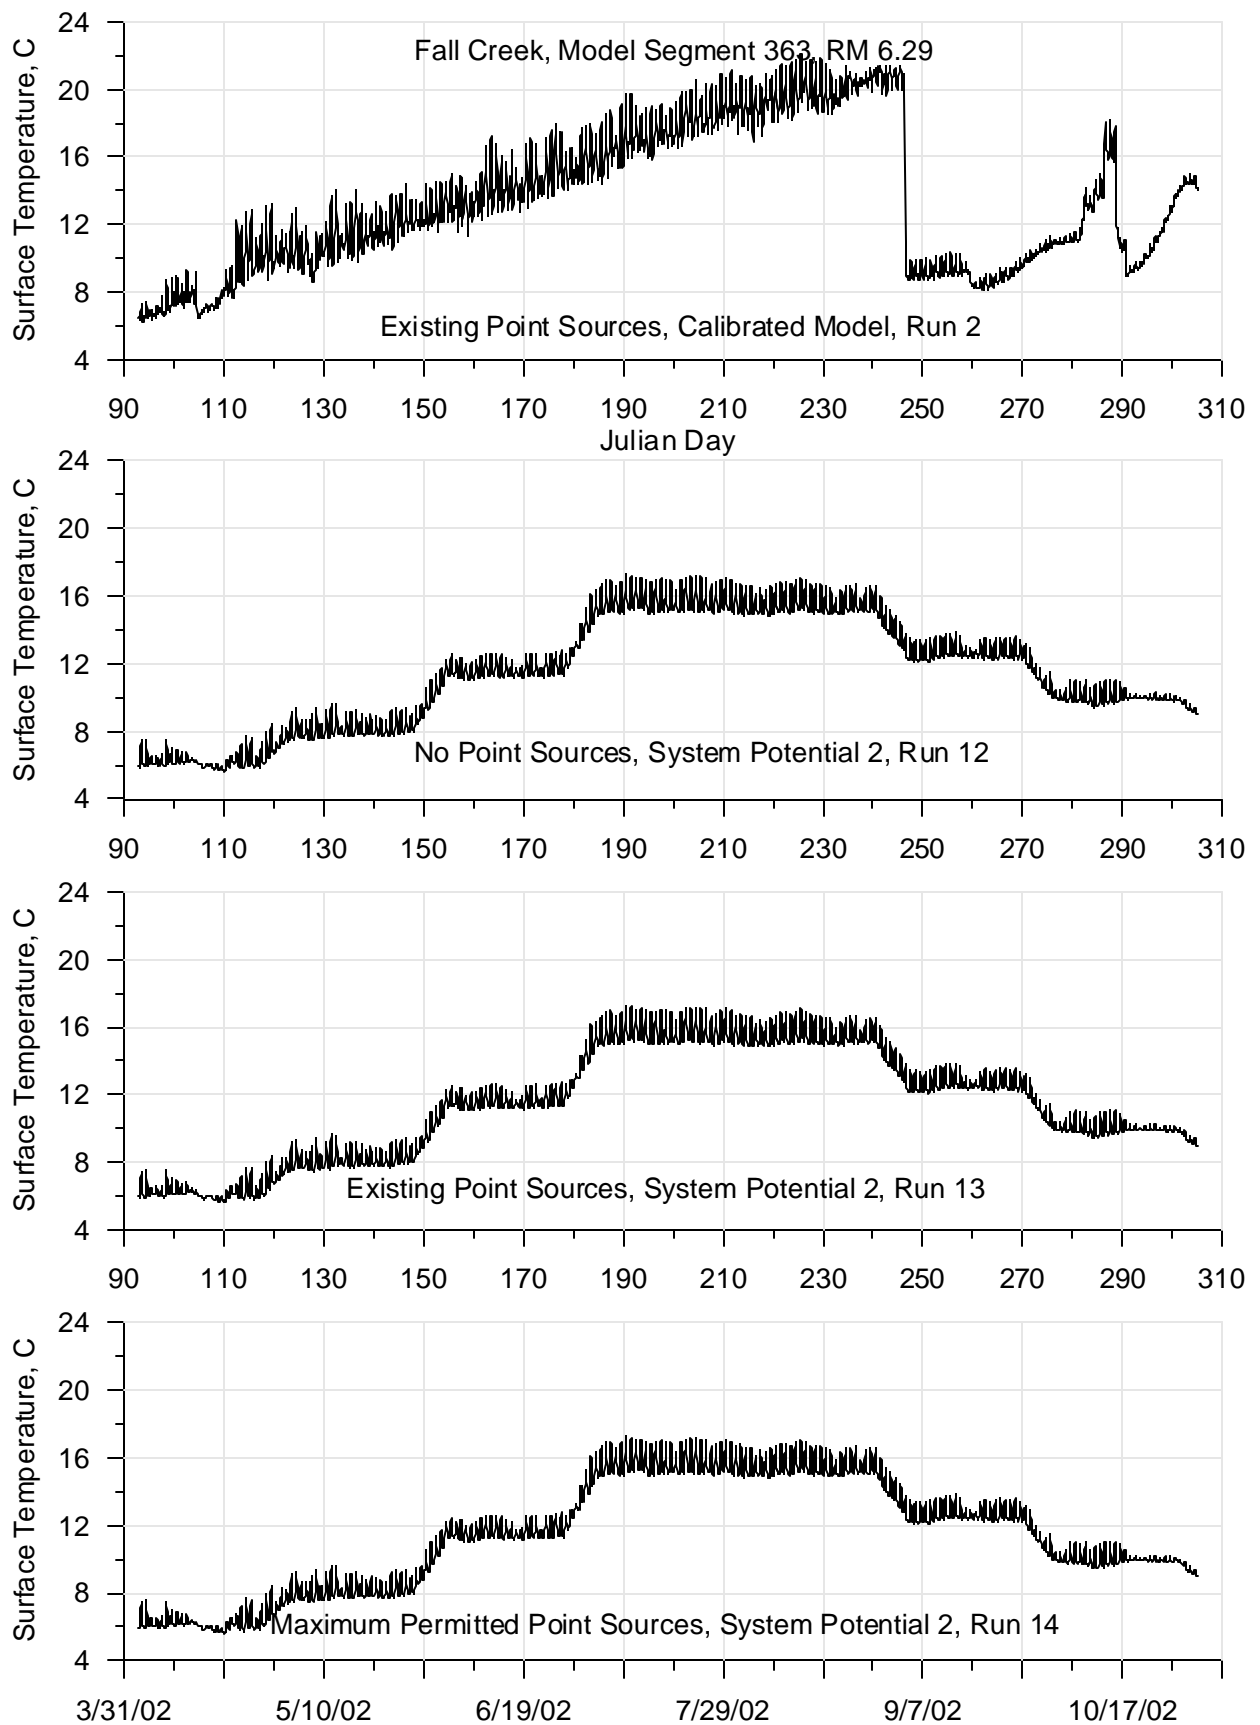 24
Fall Creek, Model Segment 363, RM 6.29
20
16
12
8
Existing Point Sources, Calibrated Model, Run 2
4
Surface Temperature, C
90 110 130 150 170 190 210 230 250 270 290 310
Julian Day
24
20
16
12
8
No Point Sources, System Potential 2, Run 12
4
Surface Temperature, C
90 110 130 150 170 190 210 230 250 270 290 310
24
20
16
12
8
Existing Point Sources, System Potential 2, Run 13
4
Surface Temperature, C
90 110 130 150 170 190 210 230 250 270 290 310
24
20
16
12
8
Maximum Permitted Point Sources, System Potential 2, Run 14
4
Surface Temperature, C
3/31/02 5/10/02 6/19/02 7/29/02 9/7/02 10/17/02